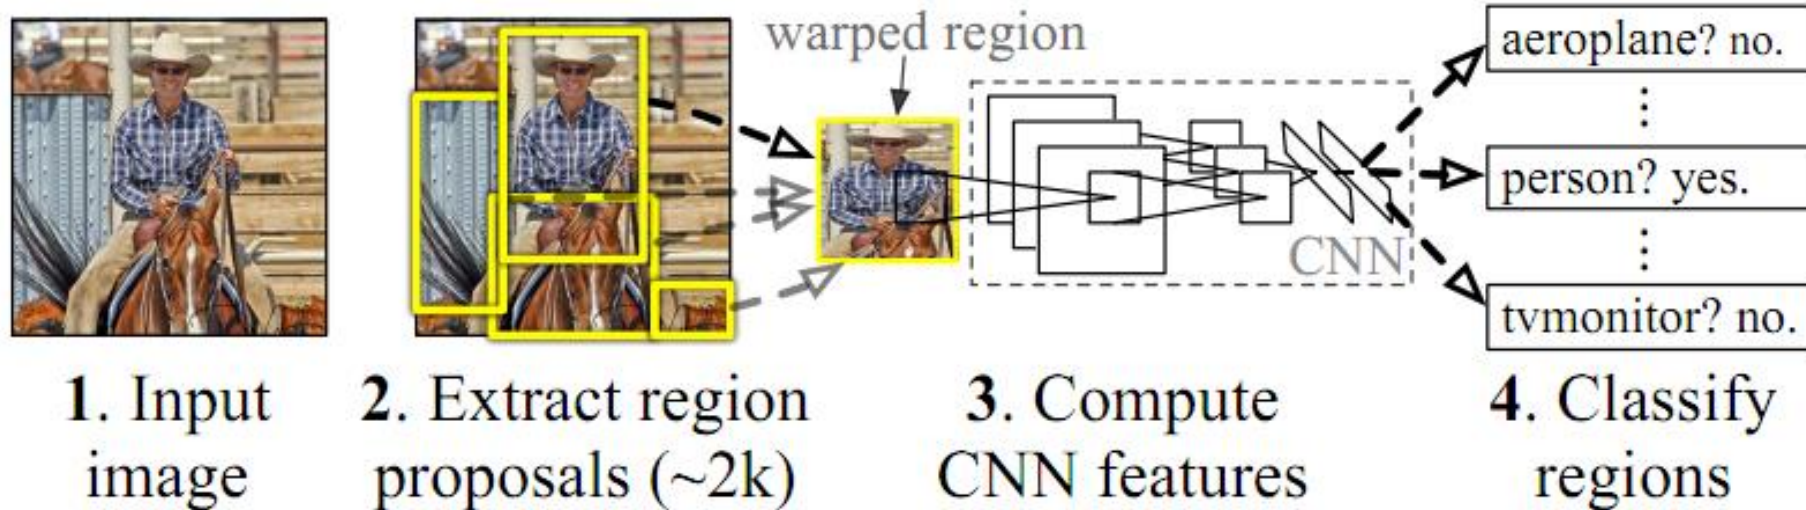 warped region
aeroplane? no.
⋮
person? yes.
CNN
⋮
tvmonitor? no.
1. Input
image
2. Extract region
proposals (~2k)
3. Compute
CNN features
4. Classify
regions